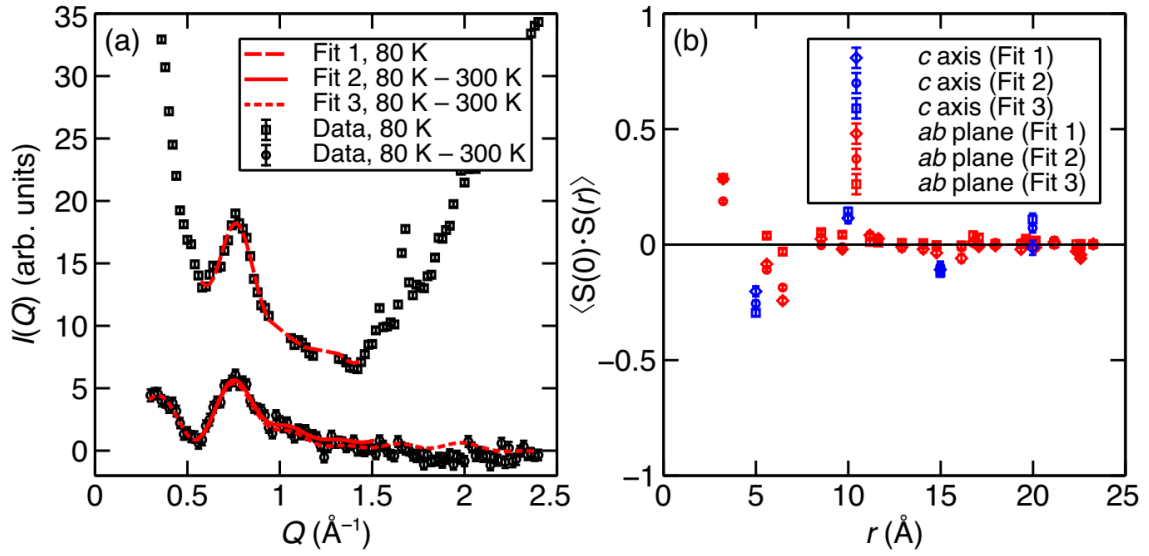 (a)
Fit 1, 80 K
Fit 2, 80 K – 300 K
Fit 3, 80 K – 300 K
Data, 80 K
Data, 80 K – 300 K
35
30
25
20
15
10
5
0
I(Q) (arb. units)
0
0.5
1
1.5
2
2.5
Q (Å⁻¹)
(b)
c axis (Fit 1)
c axis (Fit 2)
c axis (Fit 3)
ab plane (Fit 1)
ab plane (Fit 2)
ab plane (Fit 3)
1
0.5
0
−0.5
−1
⟨S(0)·S(r)⟩
0
5
10
15
20
25
r (Å)